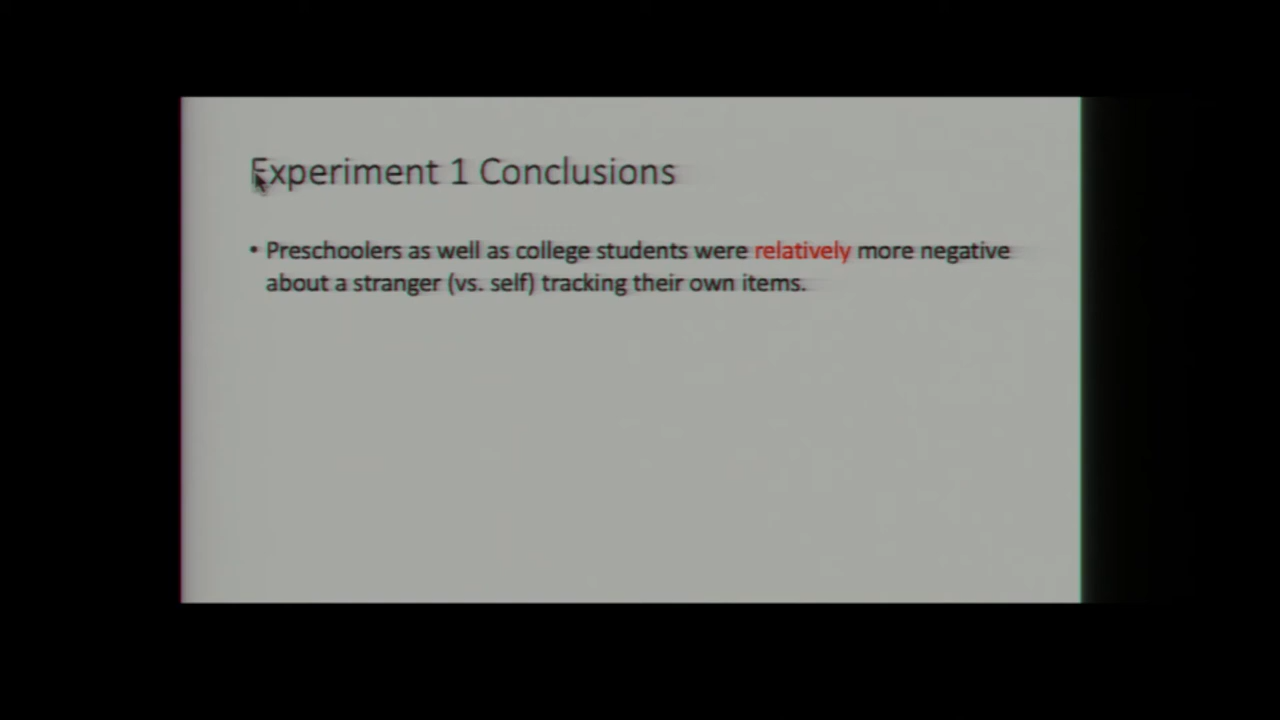 Experiment 1 Conclusions
• Preschoolers as well as college students were relatively more negative
about a stranger (vs. self) tracking their own items.